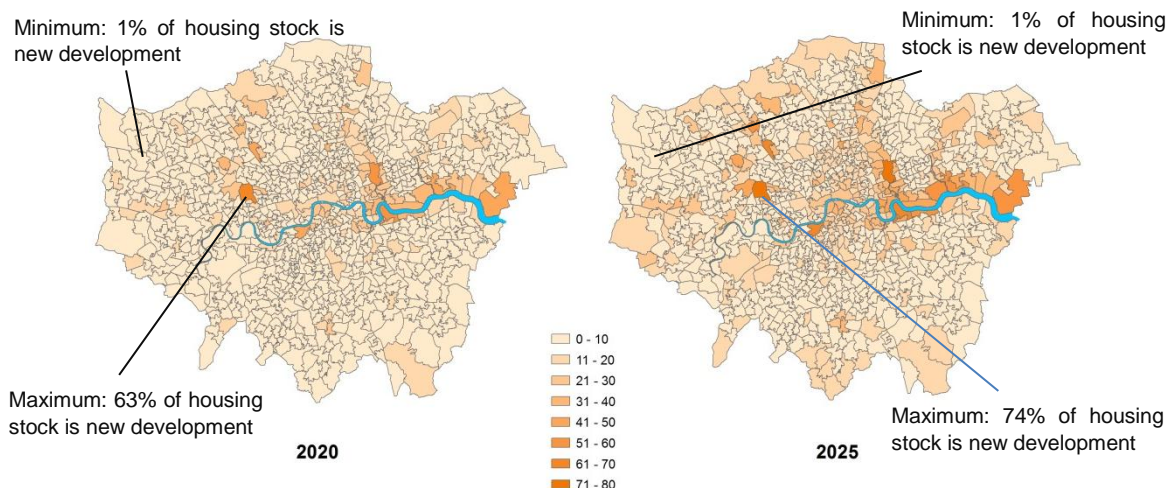 Minimum: 1% of housing stock is
new development
Minimum: 1% of housing
stock is new development
Maximum: 63% of housing
stock is new development
2020
0 - 10
11 - 20
21 - 30
31 - 40
41 - 50
51 - 60
61 - 70
71 - 80
Maximum: 74% of housing
stock is new development
2025